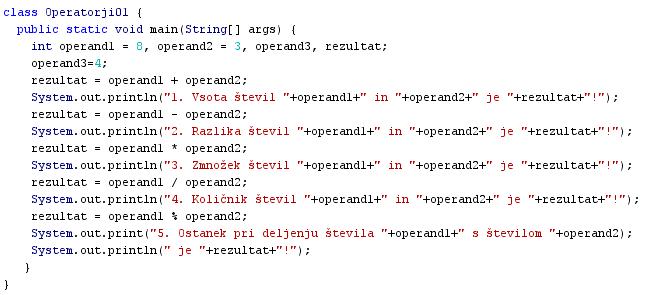 class Operatorji01 {
public static void main(String[] args) {
int operand1 = 8, operand2 = 3, operand3, rezultat;
operand3=4;
rezultat = operand1 + operand2;
System.out.println("1. Vsota števil "+operand1+" in "+operand2+" je "+rezultat+"!");
rezultat = operand1 - operand2;
System.out.println("2. Razlika števil "+operand1+" in "+operand2+" je "+rezultat+"!");
rezultat = operand1 * operand2;
System.out.println("3. Zmnožek števil "+operand1+" in "+operand2+" je "+rezultat+"!");
rezultat = operand1 / operand2;
System.out.println("4. Količnik števil "+operand1+" in "+operand2+" je "+rezultat+"!");
rezultat = operand1 % operand2;
System.out.print("5. Ostanek pri deljenju števila "+operand1+" s številom "+operand2);
System.out.println(" je "+rezultat+"!");
}
}